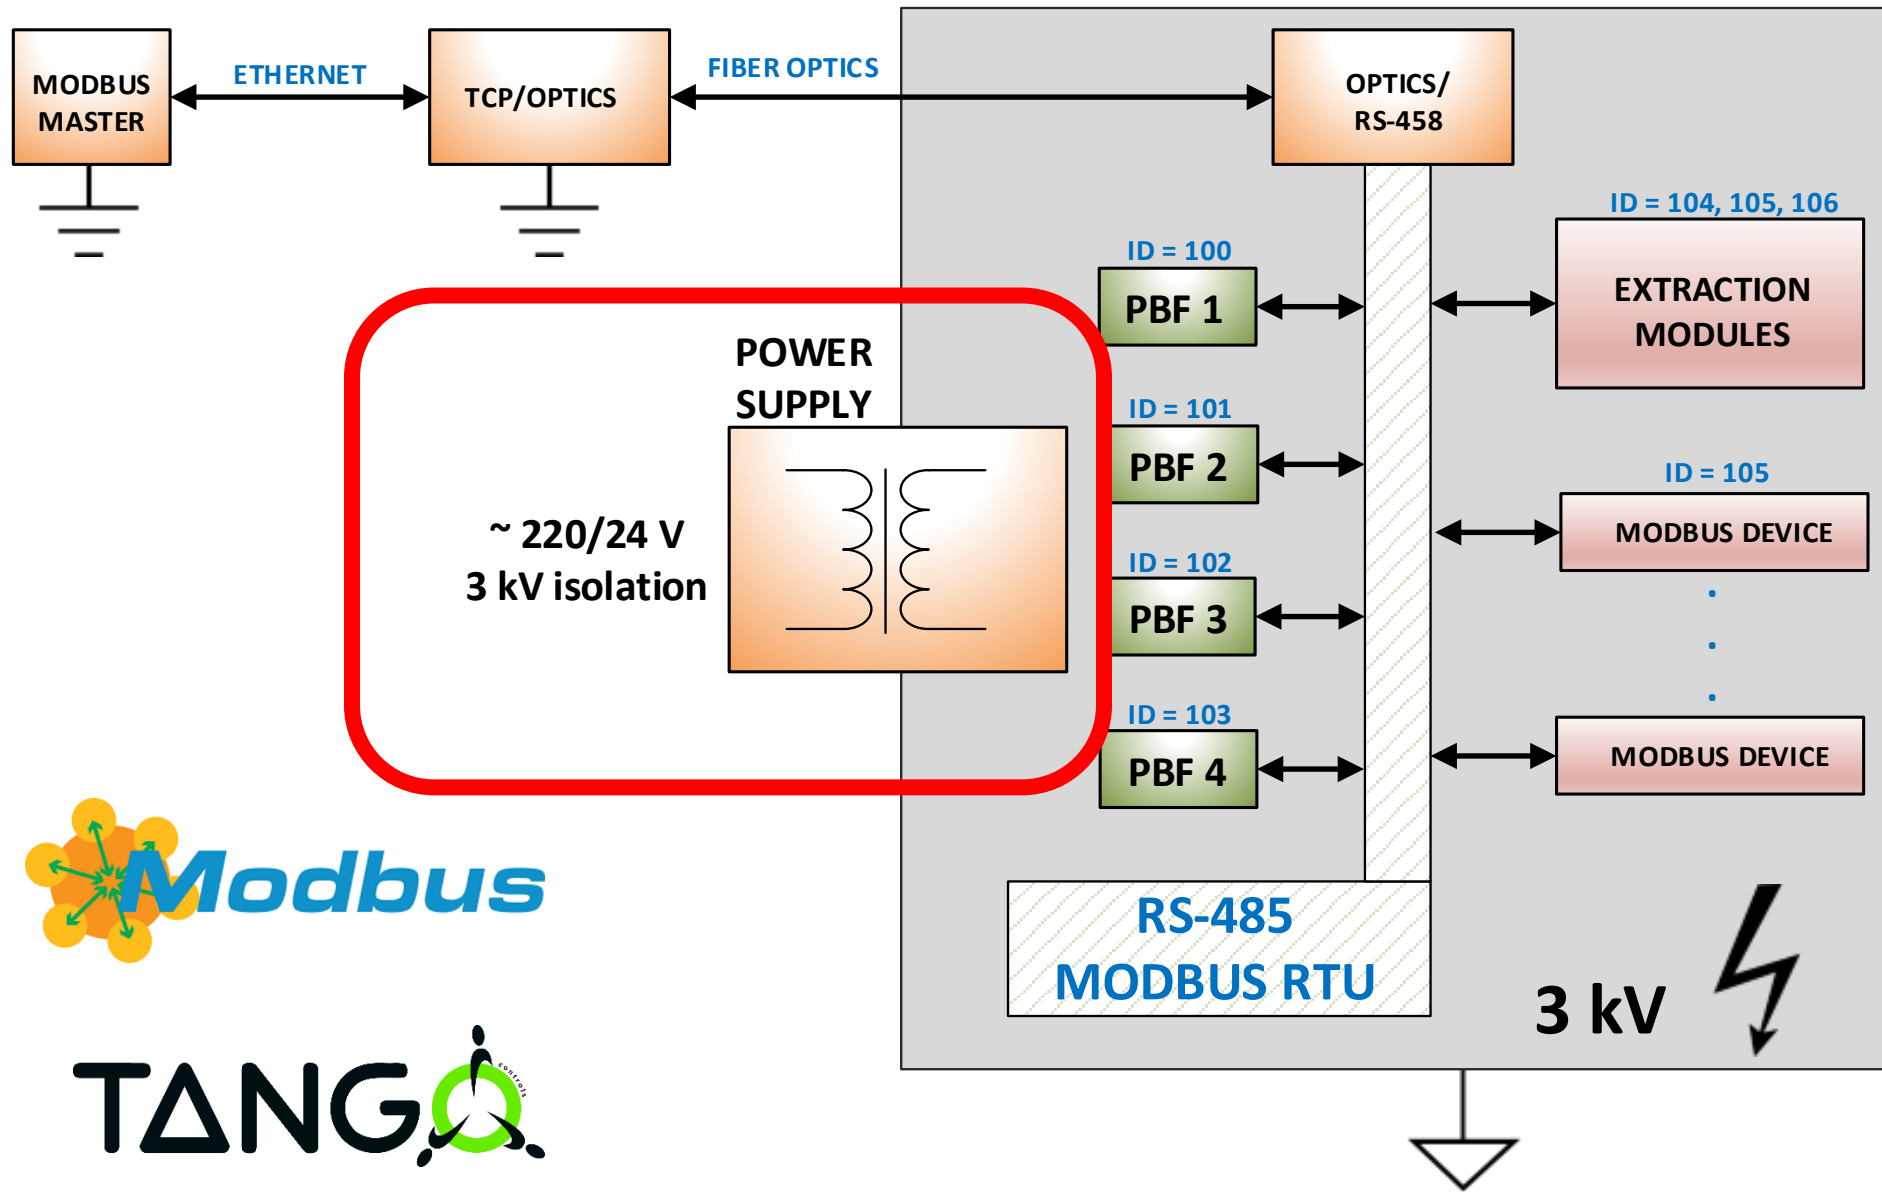 MODBUS
MASTER
ETHERNET
TCP/OPTICS
FIBER OPTICS
OPTICS/
RS-458
ID = 104, 105, 106
EXTRACTION
MODULES
ID = 100
PBF 1
POWER
SUPPLY
~ 220/24 V
3 kV isolation
ID = 101
PBF 2
ID = 102
PBF 3
ID = 103
PBF 4
ID = 105
MODBUS DEVICE
.
.
.
MODBUS DEVICE
RS-485
MODBUS RTU
3 kV
Modbus
TANGO
controls